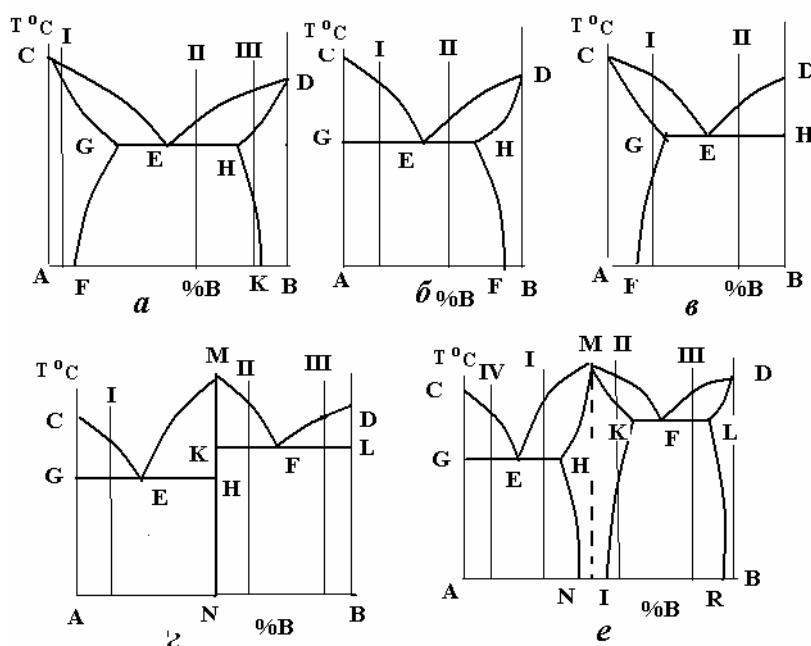 T °C I II III
C D
G E H
A F %B K B
а
T °C
C I II D
G E H
A %B F B
б
T °C
C I II D
G E H
A F %B B
в
T °C M
C I II III D
G E K H F L
A N %B B
г
T °C M II
C IV I III D
G E H K F L
A N I %B R B
е